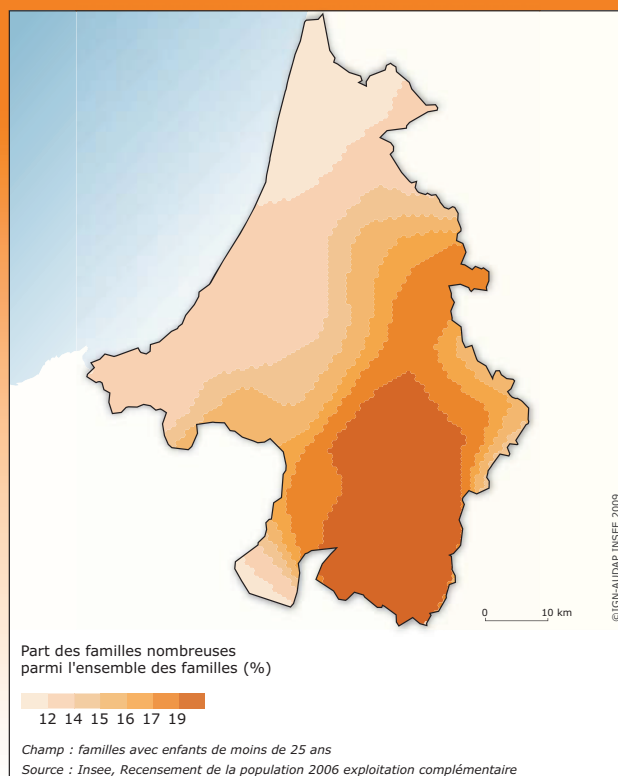 ©IGN-AUDAP INSEE 2009
0 10 km
Part des familles nombreuses
parmi l'ensemble des familles (%)
12 14 15 16 17 19
Champ : familles avec enfants de moins de 25 ans
Source : Insee, Recensement de la population 2006 exploitation complémentaire